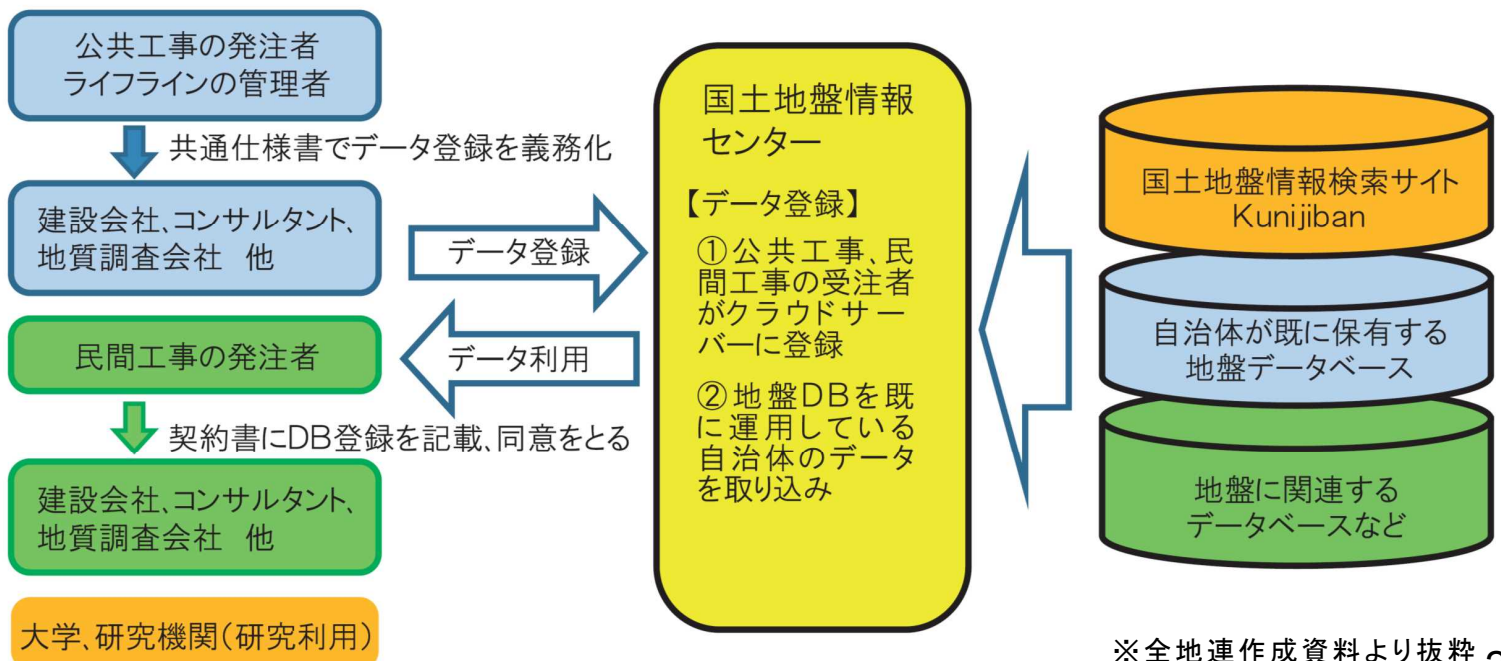 公共工事の発注者
ライフラインの管理者
共通仕様書でデータ登録を義務化
建設会社、コンサルタント、
地質調査会社 他
民間工事の発注者
契約書にDB登録を記載、同意をとる
建設会社、コンサルタント、
地質調査会社 他
大学、研究機関(研究利用)
データ登録
データ利用
国土地盤情報
センター
【データ登録】
①公共工事、民
間工事の受注者
がクラウドサー
バーに登録
②地盤DBを既
に運用している
自治体のデータ
を取り込み
国土地盤情報検索サイト
Kunijiban
自治体が既に保有する
地盤データベース
地盤に関連する
データベースなど
※全地連作成資料より抜粋